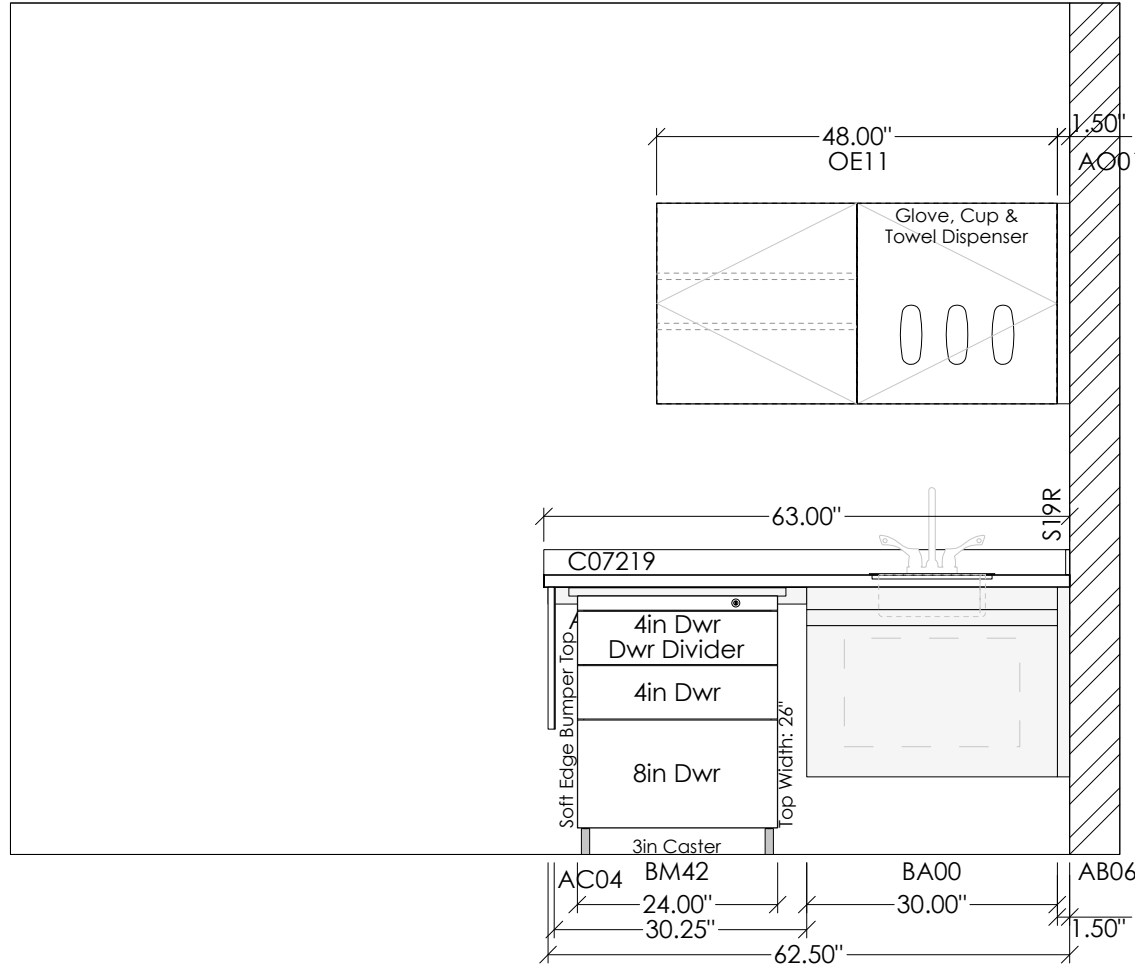 48.00"
1.50"
OE11
AO01
Glove, Cup &
Towel Dispenser
S19R
63.00"
C07219
4in Dwr
Dwr Divider
4in Dwr
8in Dwr
Soft Edge Bumper Top
Top Width: 26"
3in Caster
AC04
BM42
BA00
AB06
24.00"
30.00"
30.25"
1.50"
62.50"